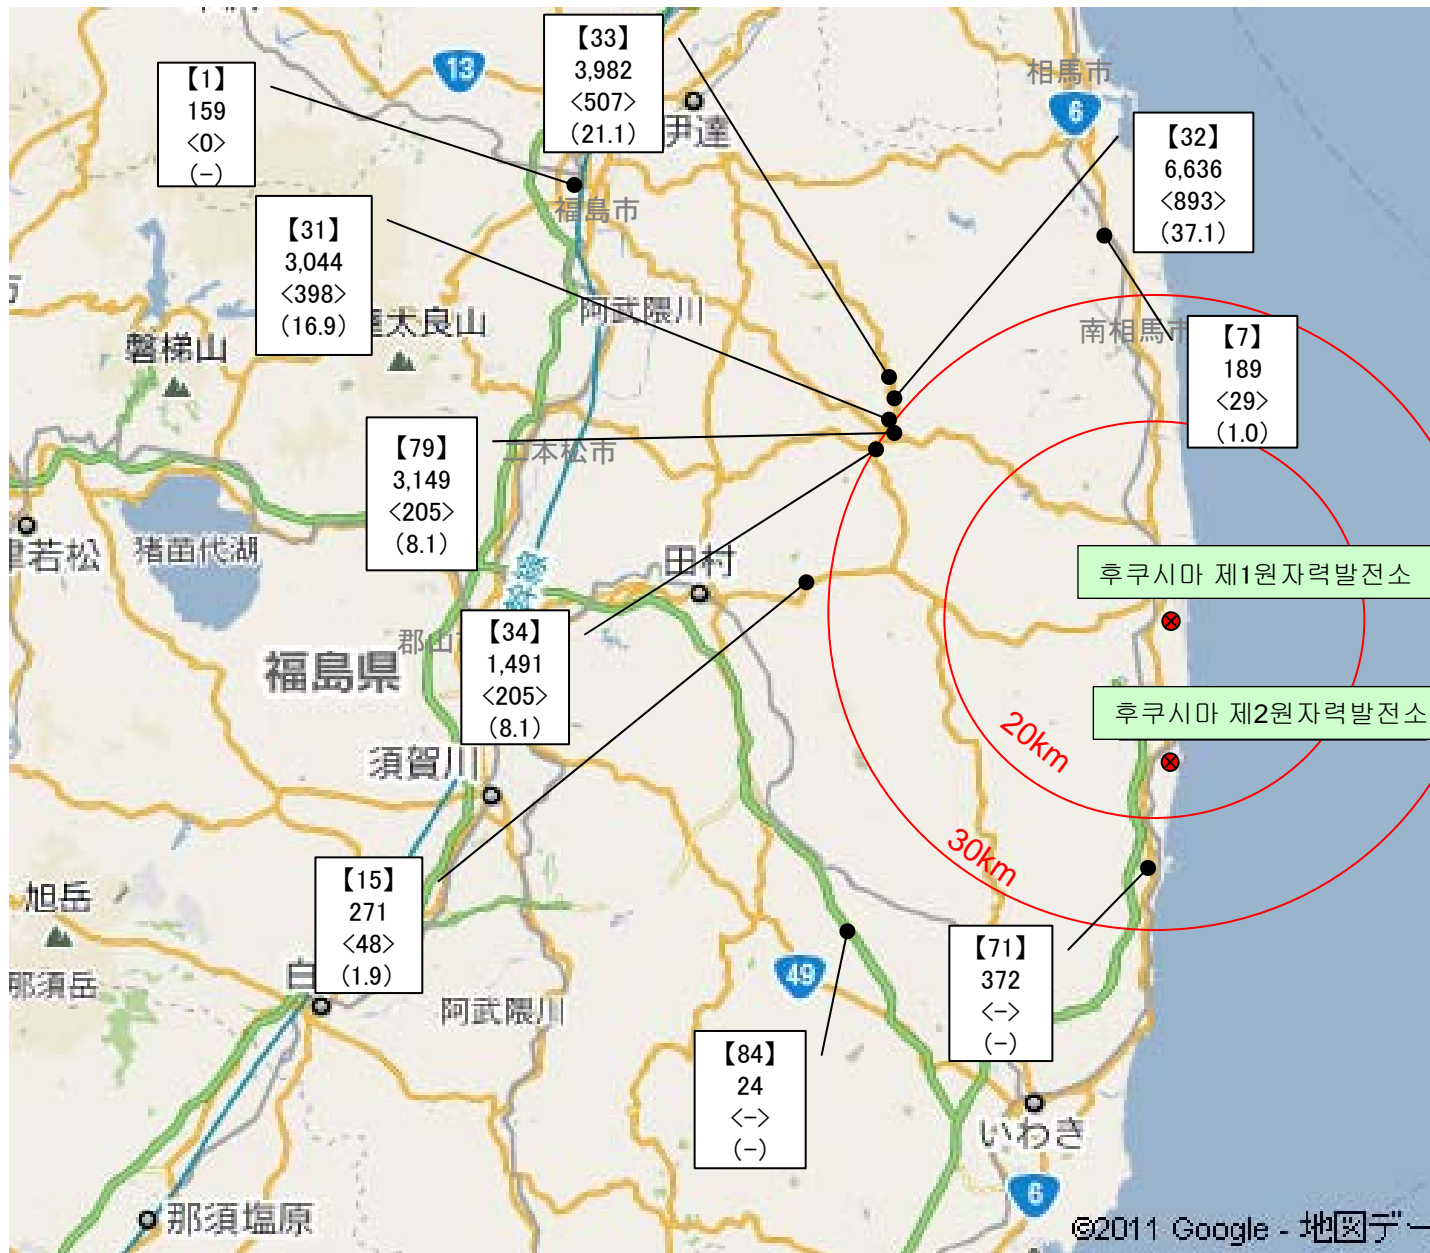 【33】
3,982
<507>
(21.1)
13
【1】
159
<0>
(-)
伊達
相馬市
6
【32】
6,636
<893>
(37.1)
福島市
【31】
3,044
<398>
(16.9)
阿武隈川
南相馬市
【7】
189
<29>
(1.0)
磐梯山
達太良山
【79】
3,149
<205>
(8.1)
二本松市
猪苗代湖
津若松
田村
후쿠시마 제1원자력발전소
【34】
1,491
<205>
(8.1)
郡山
福島県
후쿠시마 제2원자력발전소
20km
30km
須賀川
【15】
271
<48>
(1.9)
旭岳
那須岳
白
阿武隈川
49
【71】
372
<->
(-)
【84】
24
<->
(-)
いわき
6
那須塩原
©2011 Google - 地図デー